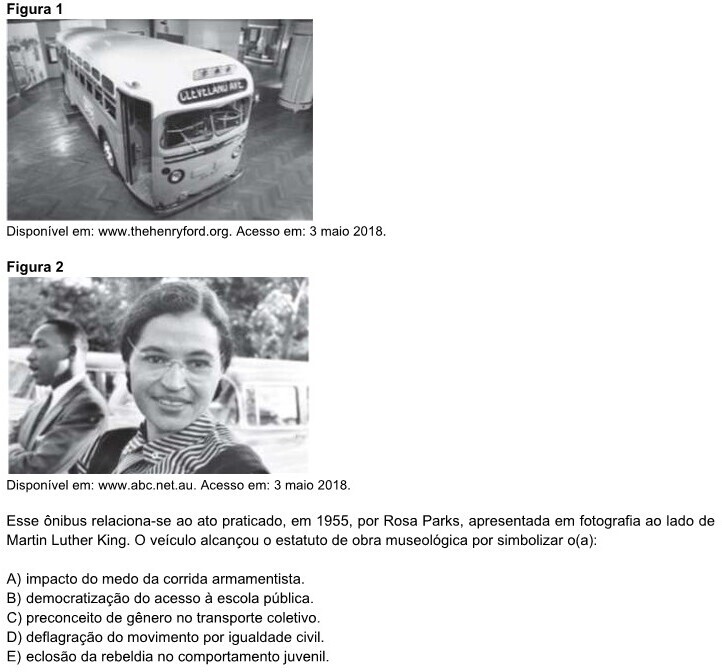 Figura 1
CLEVELAND AVE
Disponível em: www.thehenryford.org. Acesso em: 3 maio 2018.
Figura 2
Disponível em: www.abc.net.au. Acesso em: 3 maio 2018.
Esse ônibus relaciona-se ao ato praticado, em 1955, por Rosa Parks, apresentada em fotografia ao lado de
Martin Luther King. O veículo alcançou o estatuto de obra museológica por simbolizar o(a):
A) impacto do medo da corrida armamentista.
B) democratização do acesso à escola pública.
C) preconceito de gênero no transporte coletivo.
D) deflagração do movimento por igualdade civil.
E) eclosão da rebeldia no comportamento juvenil.